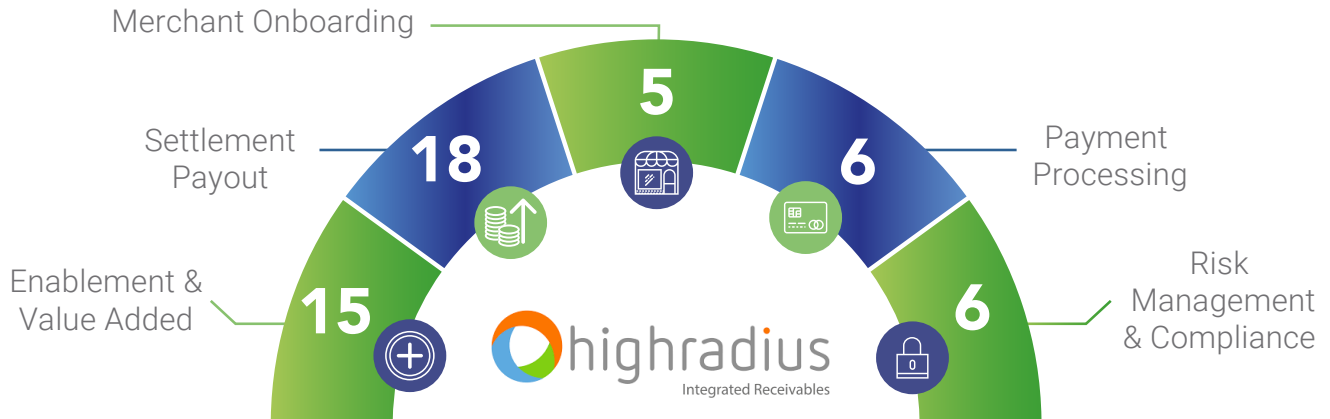 Merchant Onboarding
5
Settlement
Payout
18
6
Payment
Processing
Enablement &
Value Added
15
6
Risk
Management
& Compliance
highradius
Integrated Receivables